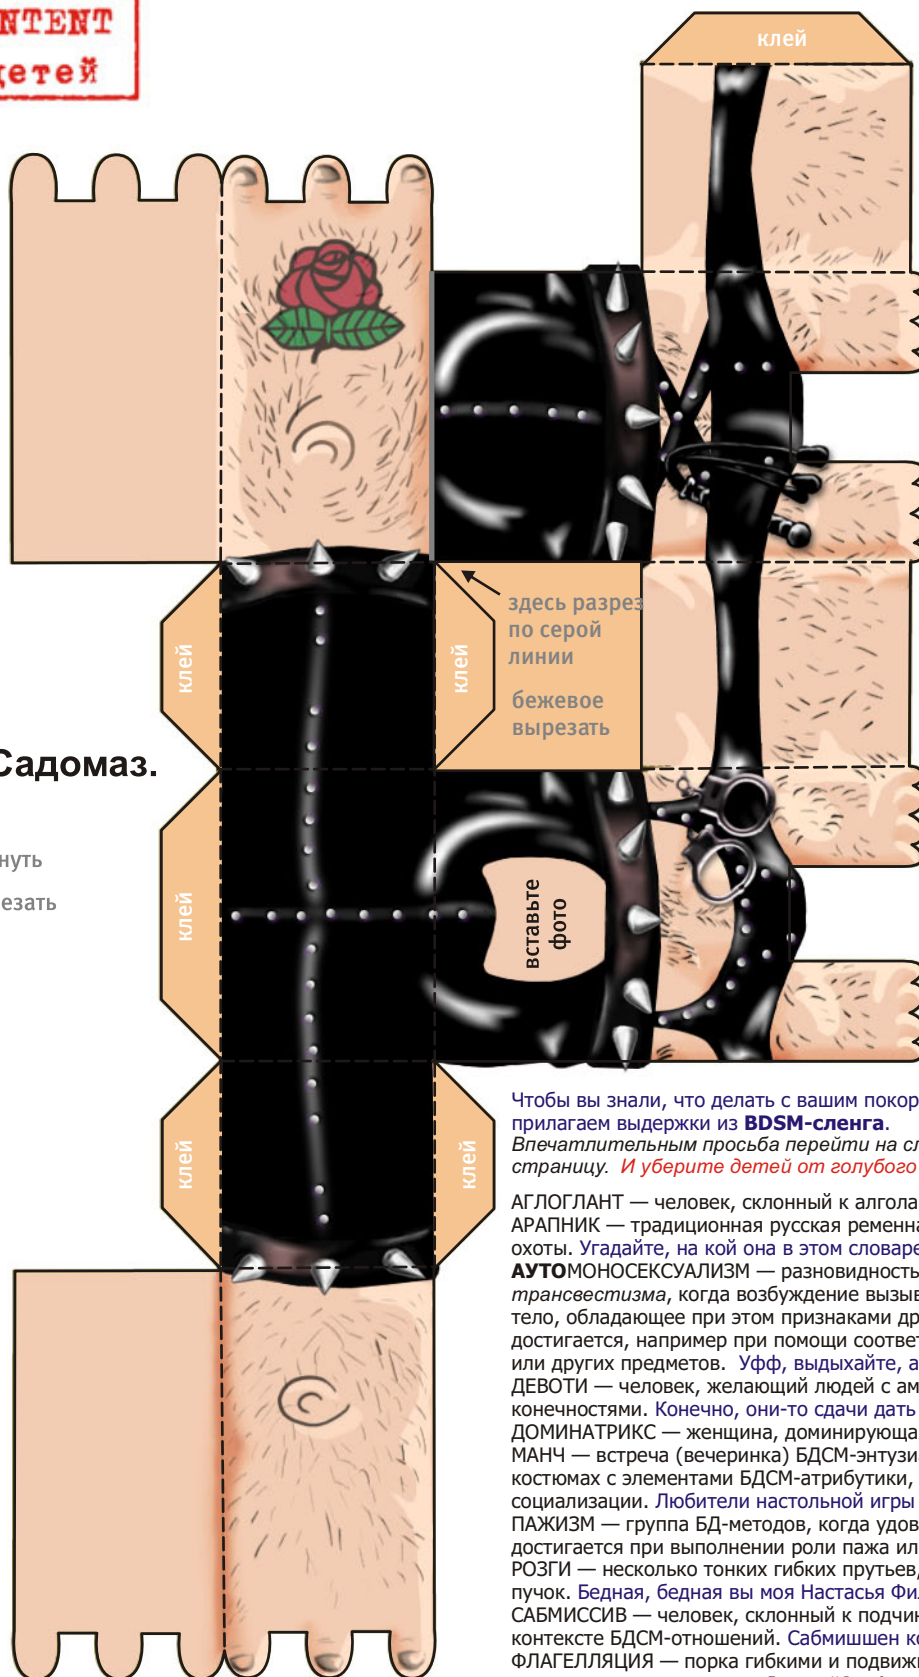 NTENT
детей
клей
здесь разрез
по серой
линии
бежевое
вырезать
клей
клей
Садомаз.
нуть
езать
клей
вставьте
фото
клей
клей
Чтобы вы знали, что делать с вашим покор
прилагаем выдержки из BDSM-сленга.
Впечатлительным просьба перейти на сл
страницу. И уберите детей от голубого
АГЛОГЛАНТ — человек, склонный к алгола
АРАПНИК — традиционная русская ременна
охоты. Угадайте, на кой она в этом словаре
АУТОМОНОСЕКСУАЛИЗМ — разновидность
трансвестизма, когда возбуждение вызыв
тело, обладающее при этом признаками др
достигается, например при помощи соответ
или других предметов. Уфф, выдыхайте, а
ДЕВОТИ — человек, желающий людей с ам
конечностями. Конечно, они-то сдачи дать
ДОМИНАТРИКС — женщина, доминирующа
МАНЧ — встреча (вечеринка) БДСМ-энтузиа
костюмах с элементами БДСМ-атрибутики,
социализации. Любители настольной игры
ПАЖИЗМ — группа БД-методов, когда удов
достигается при выполнении роли пажа ил
РОЗГИ — несколько тонких гибких прутьев,
пучок. Бедная, бедная вы моя Настасья Фил
САБМИССИВ — человек, склонный к подчин
контексте БДСМ-отношений. Сабмишшен ко
ФЛАГЕЛЛЯЦИЯ — порка гибкими и подвижн